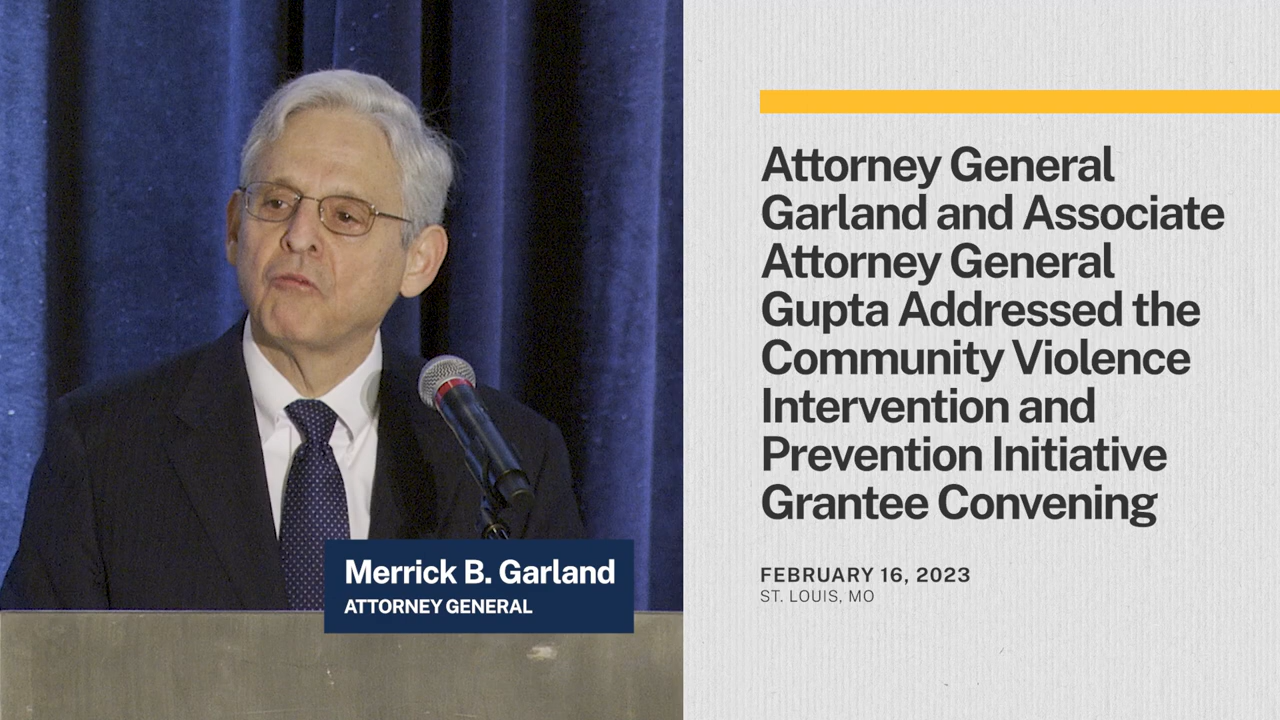 Attorney General
Garland and Associate
Attorney General
Gupta Addressed the
Community Violence
Intervention and
Prevention Initiative
Grantee Convening
FEBRUARY 16, 2023
ST. LOUIS, MO
Merrick B. Garland
ATTORNEY GENERAL